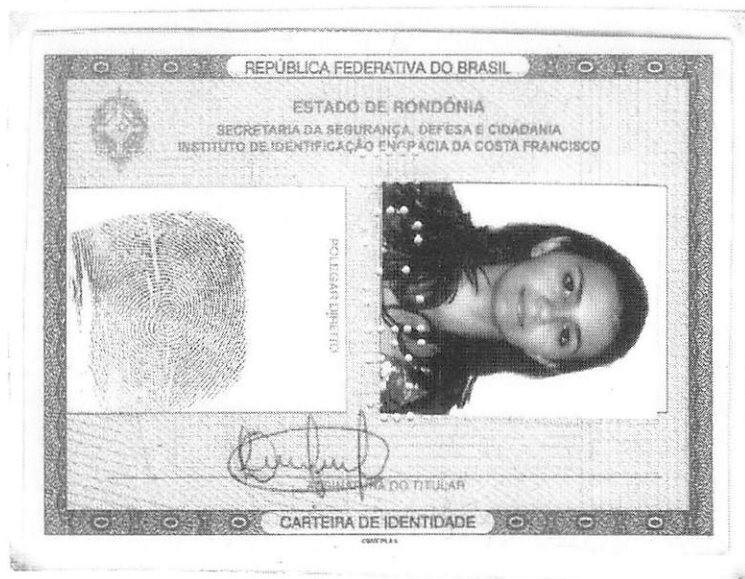 REPÚBLICA FEDERATIVA DO BRASIL
ESTADO DE RONDÔNIA
SECRETARIA DA SEGURANÇA, DEFESA E CIDADANIA
INSTITUTO DE IDENTIFICAÇÃO ENGRÁCIA DA COSTA FRANCISCO
POLEGAR DIREITO
ASSINATURA DO TITULAR
CARTEIRA DE IDENTIDADE